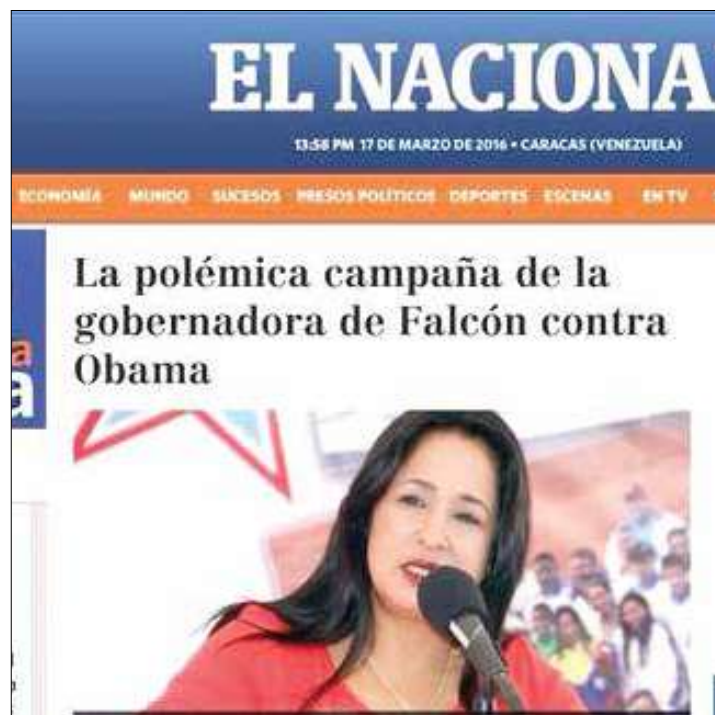 EL NACIONA
13:58 PM 17 DE MARZO DE 2016 • CARACAS (VENEZUELA)
ECONOMÍA MUNDO SUCESOS PRESOS POLÍTICOS DEPORTES ESCENAS EN TV
La polémica campaña de la
gobernadora de Falcón contra
Obama
a
a